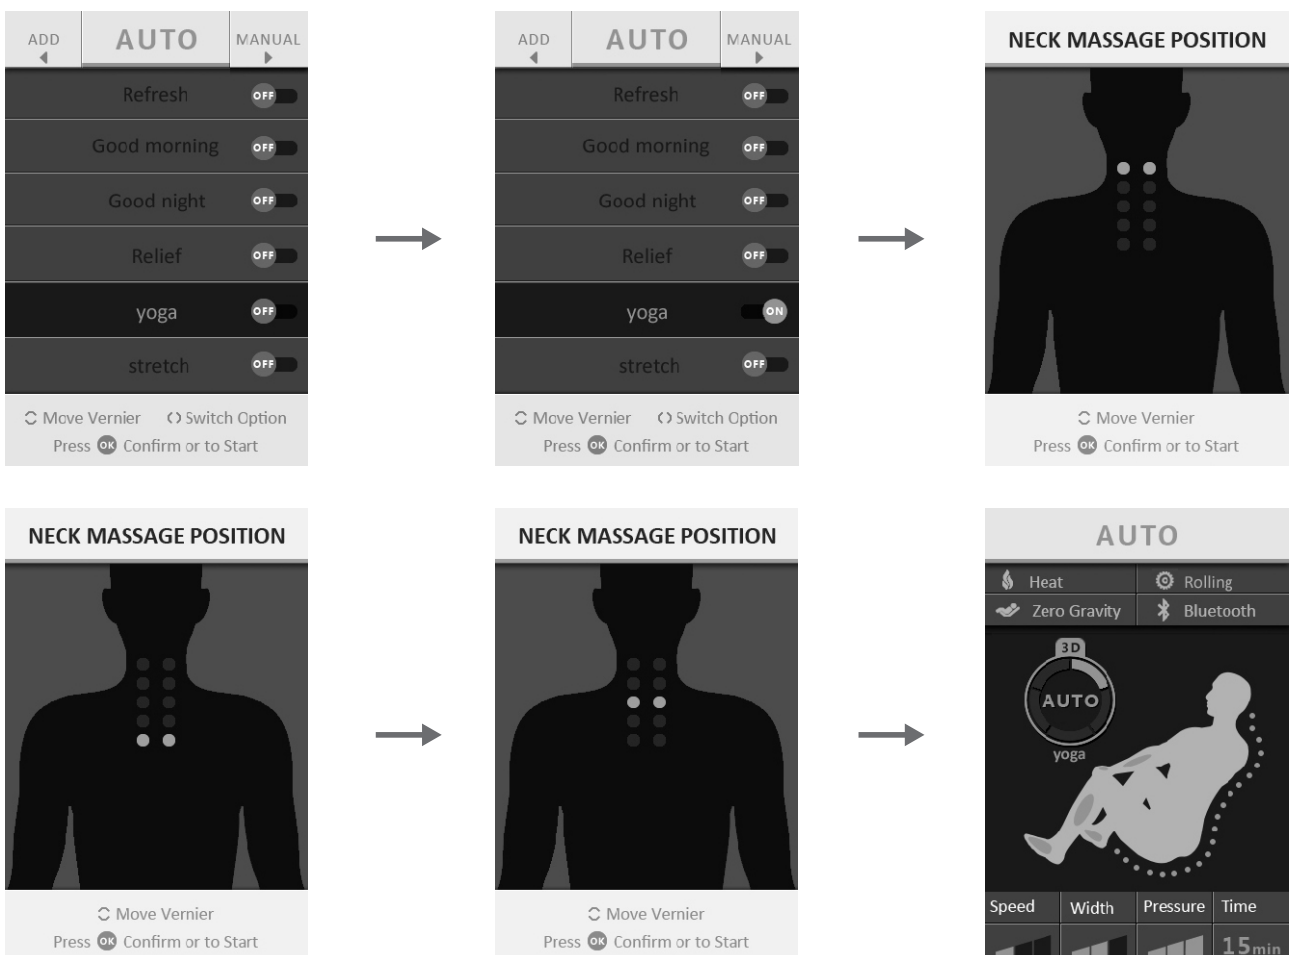 ADD AUTO MANUAL
Refresh OFF
Good morning OFF
Good night OFF
Relief OFF
yoga OFF
stretch OFF
Move Vernier Switch Option
Press OK Confirm or to Start
ADD AUTO MANUAL
Refresh OFF
Good morning OFF
Good night OFF
Relief OFF
yoga ON
stretch OFF
Move Vernier Switch Option
Press OK Confirm or to Start
NECK MASSAGE POSITION
Move Vernier
Press OK Confirm or to Start
NECK MASSAGE POSITION
Move Vernier
Press OK Confirm or to Start
NECK MASSAGE POSITION
Move Vernier
Press OK Confirm or to Start
AUTO
Heat Rolling
Zero Gravity Bluetooth
3D
AUTO
yoga
Speed Width Pressure Time
15min